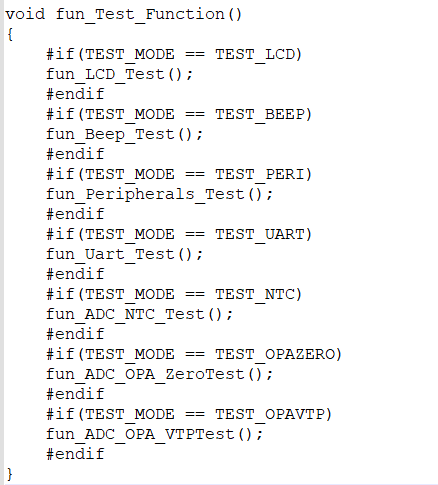 void fun_Test_Function()
{
    #if(TEST_MODE == TEST_LCD)
    fun_LCD_Test();
    #endif
    #if(TEST_MODE == TEST_BEEP)
    fun_Beep_Test();
    #endif
    #if(TEST_MODE == TEST_PERI)
    fun_Peripherals_Test();
    #endif
    #if(TEST_MODE == TEST_UART)
    fun_Uart_Test();
    #endif
    #if(TEST_MODE == TEST_NTC)
    fun_ADC_NTC_Test();
    #endif
    #if(TEST_MODE == TEST_OPAZERO)
    fun_ADC_OPA_ZeroTest();
    #endif
    #if(TEST_MODE == TEST_OPAVTP)
    fun_ADC_OPA_VTPTest();
    #endif
}